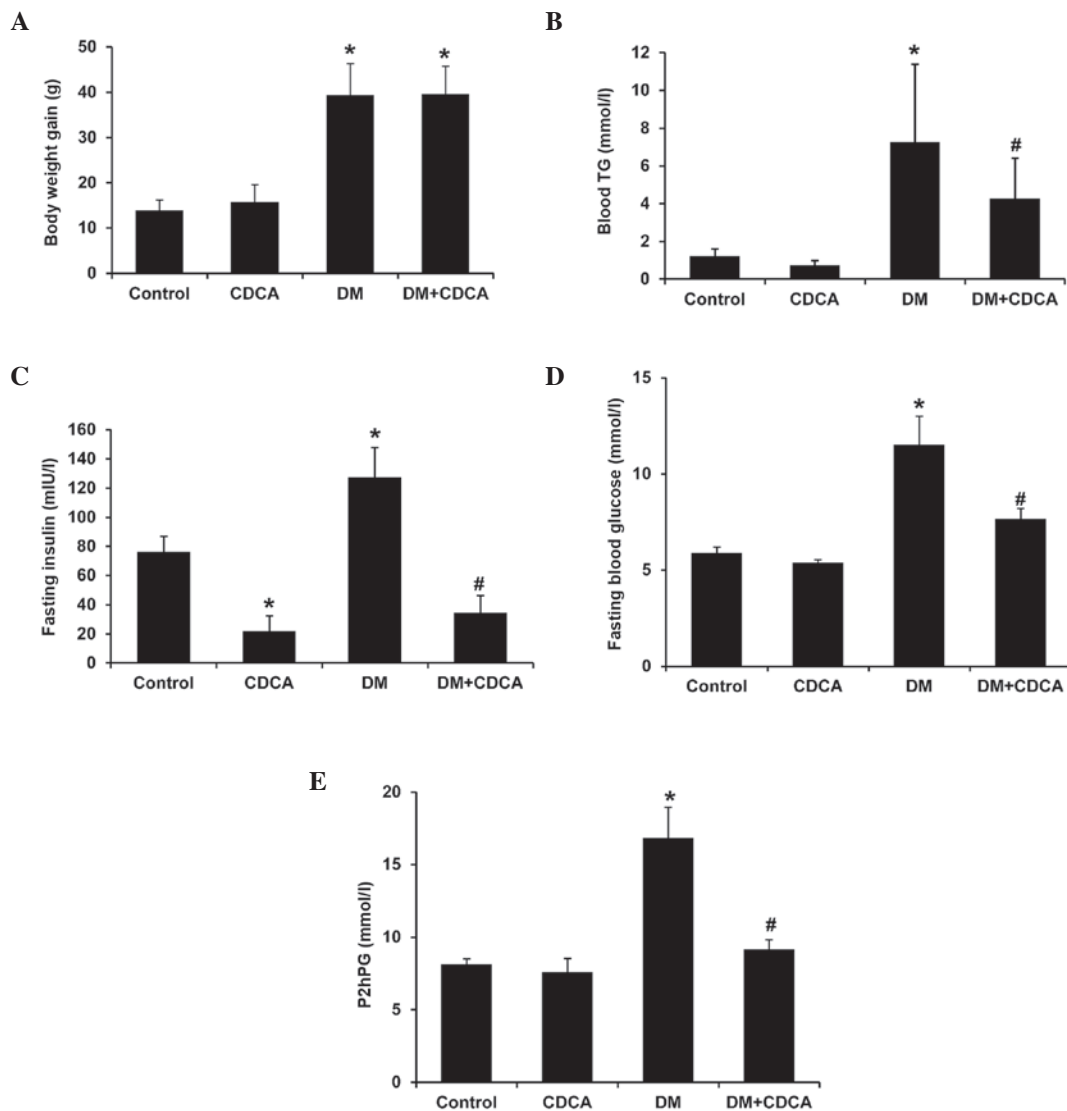 A
Body weight gain (g)
50
40
30
20
10
0
*
*
Control CDCA DM DM+CDCA
B
Blood TG (mmol/l)
12
10
8
6
4
2
0
*
#
Control CDCA DM DM+CDCA
C
Fasting insulin (mIU/l)
160
140
120
100
80
60
40
20
0
*
*
#
Control CDCA DM DM+CDCA
D
Fasting blood glucose (mmol/l)
15
10
5
0
*
#
Control CDCA DM DM+CDCA
E
P2hPG (mmol/l)
20
15
10
5
0
*
#
Control CDCA DM DM+CDCA